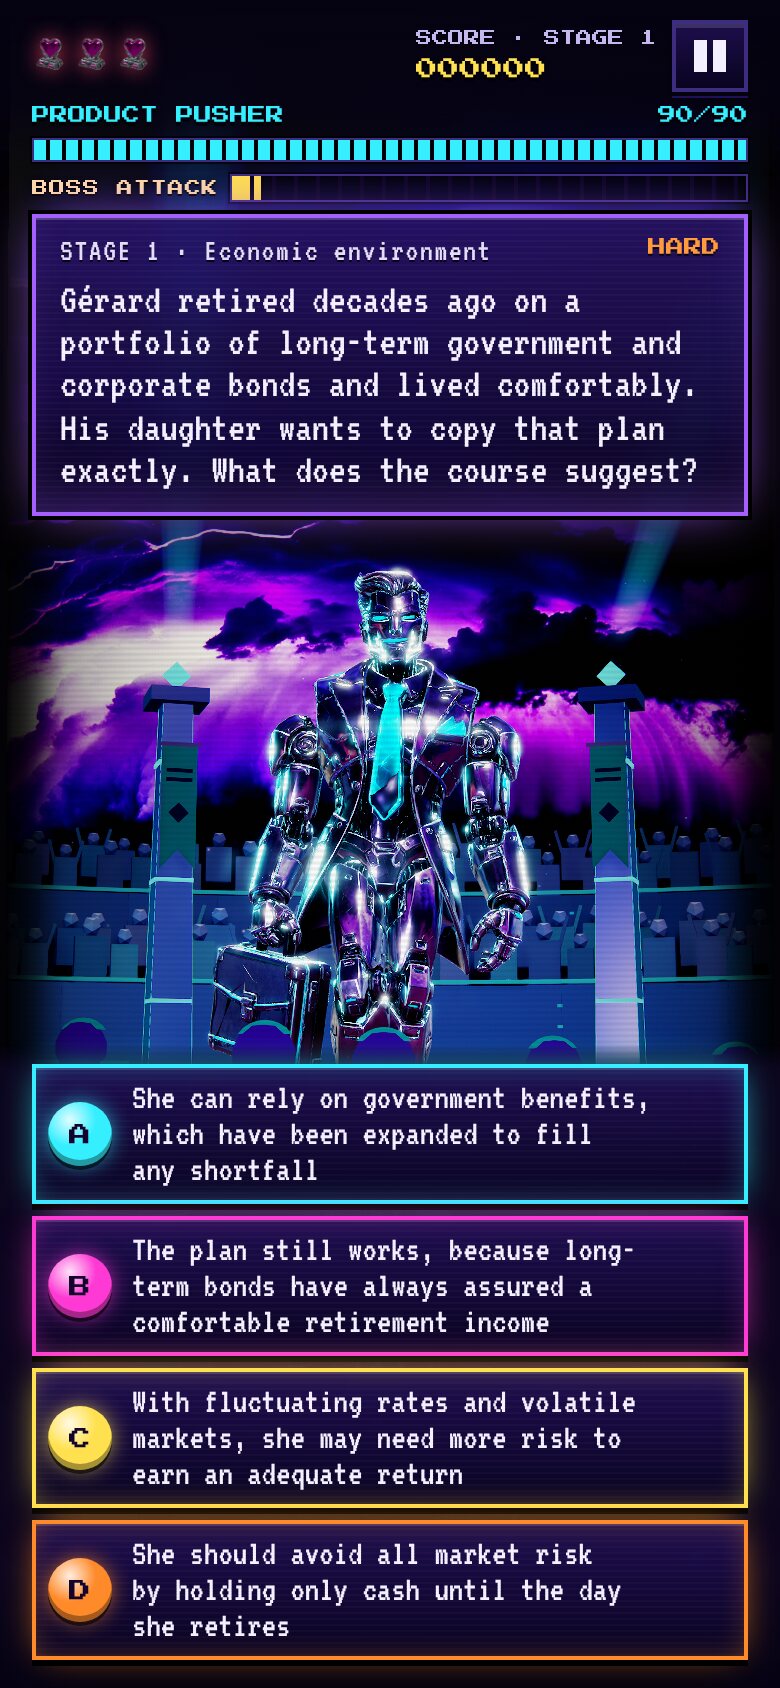 SCORE · STAGE 1
000000
PRODUCT PUSHER
90/90
BOSS ATTACK
STAGE 1 · Economic environment
HARD
Gérard retired decades ago on a
portfolio of long-term government and
corporate bonds and lived comfortably.
His daughter wants to copy that plan
exactly. What does the course suggest?
A
She can rely on government benefits,
which have been expanded to fill
any shortfall
B
The plan still works, because long-
term bonds have always assured a
comfortable retirement income
C
With fluctuating rates and volatile
markets, she may need more risk to
earn an adequate return
D
She should avoid all market risk
by holding only cash until the day
she retires